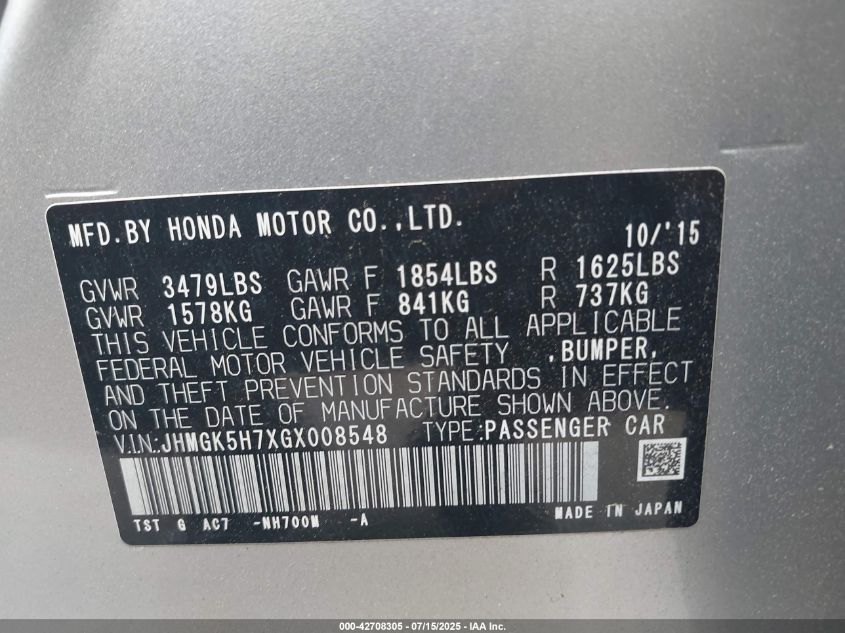 MFD.BY HONDA MOTOR CO.,LTD. 10/'15
GVWR 3479LBS GAWR F 1854LBS R 1625LBS
GVWR 1578KG GAWR F 841KG R 737KG
THIS VEHICLE CONFORMS TO ALL APPLICABLE
FEDERAL MOTOR VEHICLE SAFETY ,BUMPER,
AND THEFT PREVENTION STANDARDS IN EFFECT
ON THE DATE OF MANUFACTURE SHOWN ABOVE.
V.I.N.:JHMGK5H7XGX008548 TYPE:PASSENGER CAR
TST G AC7 -NH700M -A MADE IN JAPAN
000-42708305 - 07/15/2025 - IAA Inc.